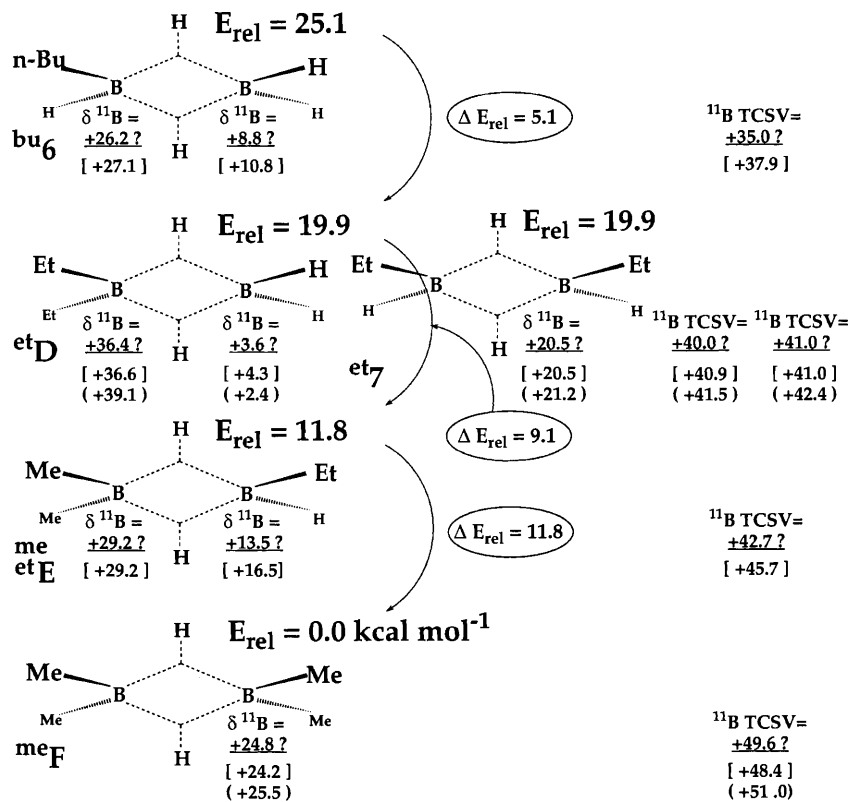 H
E_rel = 25.1
n-Bu
H
B
B
H
H
δ ¹¹B =
δ ¹¹B =
Δ E_rel = 5.1
¹¹B TCSV=
+26.2 ?
+8.8 ?
+35.0 ?
bu6
H
[ +27.1 ]
[ +10.8 ]
[ +37.9 ]
H
E_rel = 19.9
H
E_rel = 19.9
Et
H
Et
Et
B
B
B
B
Et
H
H
H
δ ¹¹B =
δ ¹¹B =
δ ¹¹B =
¹¹B TCSV=
¹¹B TCSV=
+36.4 ?
H
+3.6 ?
H
+20.5 ?
+40.0 ?
+41.0 ?
etD
[ +36.6 ]
[ +4.3 ]
et7
[ +20.5 ]
[ +40.9 ]
[ +41.0 ]
( +39.1 )
( +2.4 )
( +21.2 )
( +41.5 )
( +42.4 )
H
E_rel = 11.8
Δ E_rel = 9.1
Me
Et
B
B
Me
H
δ ¹¹B =
δ ¹¹B =
Δ E_rel = 11.8
¹¹B TCSV=
me
+29.2 ?
H
+13.5 ?
+42.7 ?
etE
[ +29.2 ]
[ +16.5]
[ +45.7 ]
H
E_rel = 0.0 kcal mol⁻¹
Me
Me
B
B
Me
Me
δ ¹¹B =
¹¹B TCSV=
meF
H
+24.8 ?
+49.6 ?
[ +24.2 ]
[ +48.4 ]
( +25.5 )
( +51 .0)